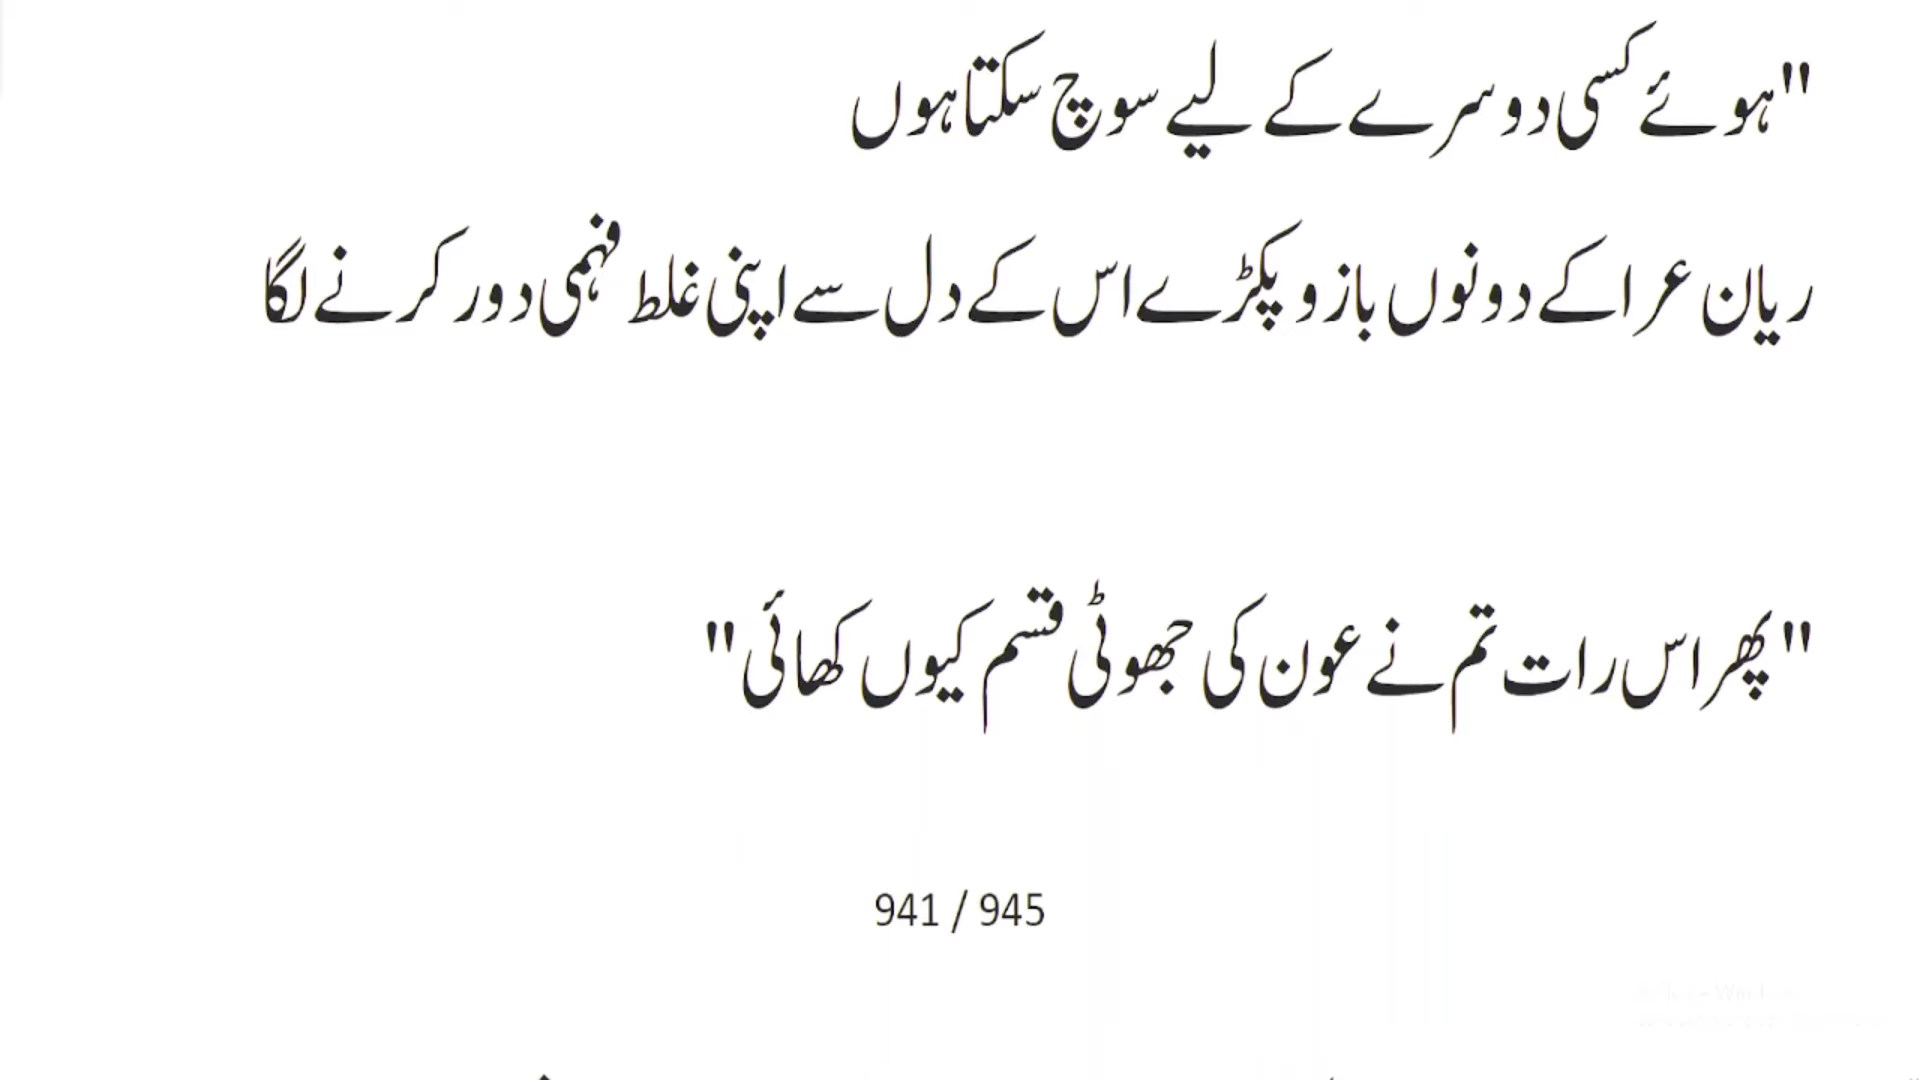 "ہوئے کسی دوسرے کے لیے سوچ سکتا ہوں
ریان عرا کے دونوں بازو پکڑے اس کے دل سے اپنی غلط فہمی دور کرنے لگا
"پھر اس رات تم نے عون کی جھوٹی قسم کیوں کھائی"
941 / 945